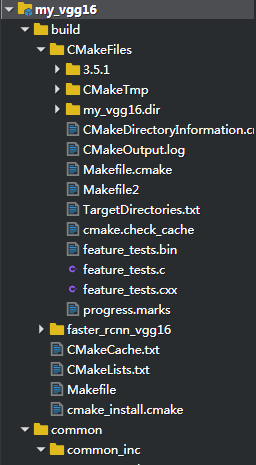 my_vgg16
build
CMakeFiles
3.5.1
CMakeTmp
my_vgg16.dir
CMakeDirectoryInformation.c
CMakeOutput.log
Makefile.cmake
Makefile2
TargetDirectories.txt
cmake.check_cache
feature_tests.bin
feature_tests.c
feature_tests.cxx
progress.marks
faster_rcnn_vgg16
CMakeCache.txt
CMakeLists.txt
Makefile
cmake_install.cmake
common
common_inc